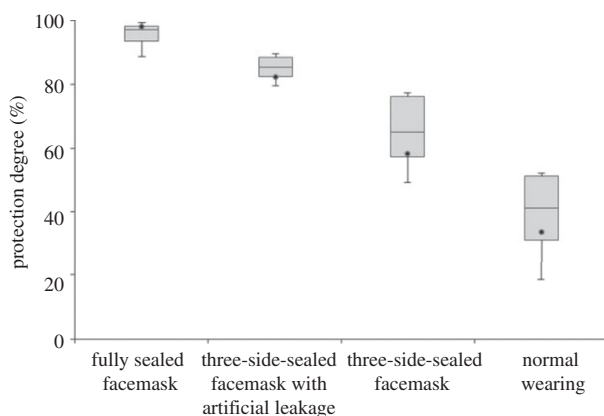 protection degree (%)
100
80
60
40
20
0
fully sealed
facemask
three-side-sealed
facemask with
artificial leakage
three-side-sealed
facemask
normal
wearing